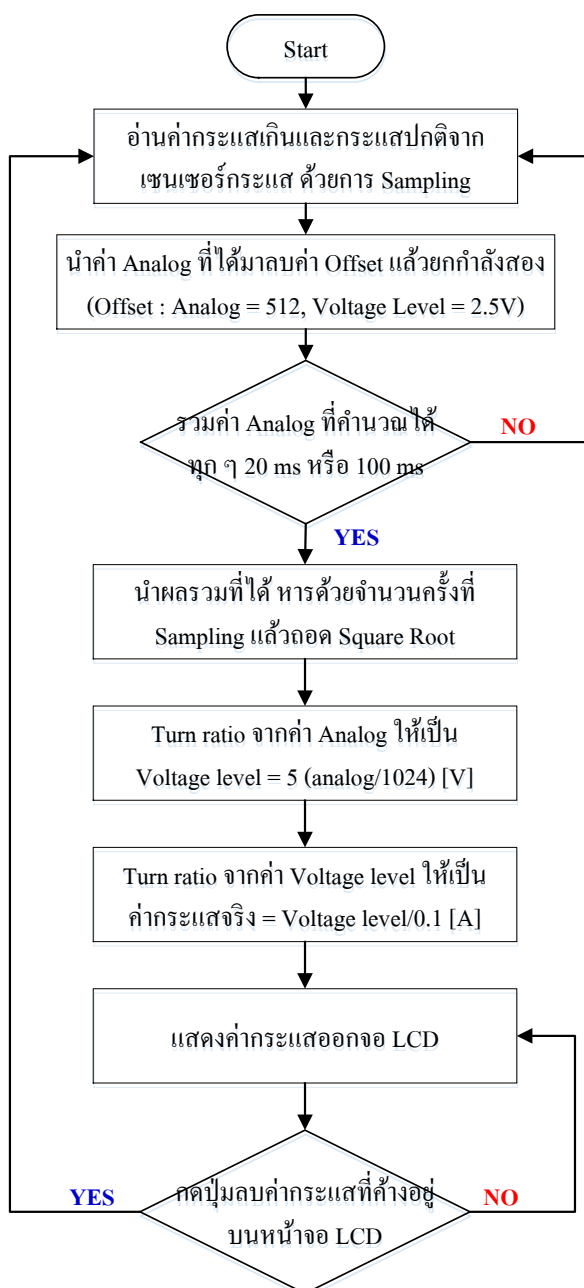 Start
อ่านค่ากระแสเกินและกระแสปกติจาก
เซนเซอร์กระแส ด้วยการ Sampling
นำค่า Analog ที่ได้มาลบค่า Offset แล้วยกกำลังสอง
(Offset : Analog = 512, Voltage Level = 2.5V)
รวมค่า Analog ที่คำนวณได้
ทุก ๆ 20 ms หรือ 100 ms
NO
YES
นำผลรวมที่ได้ หารด้วยจำนวนครั้งที่
Sampling แล้วถอด Square Root
Turn ratio จากค่า Analog ให้เป็น
Voltage level = 5 (analog/1024) [V]
Turn ratio จากค่า Voltage level ให้เป็น
ค่ากระแสจริง = Voltage level/0.1 [A]
แสดงค่ากระแสออกจอ LCD
YES
กดปุ่มลบค่ากระแสที่ค้างอยู่
บนหน้าจอ LCD
NO